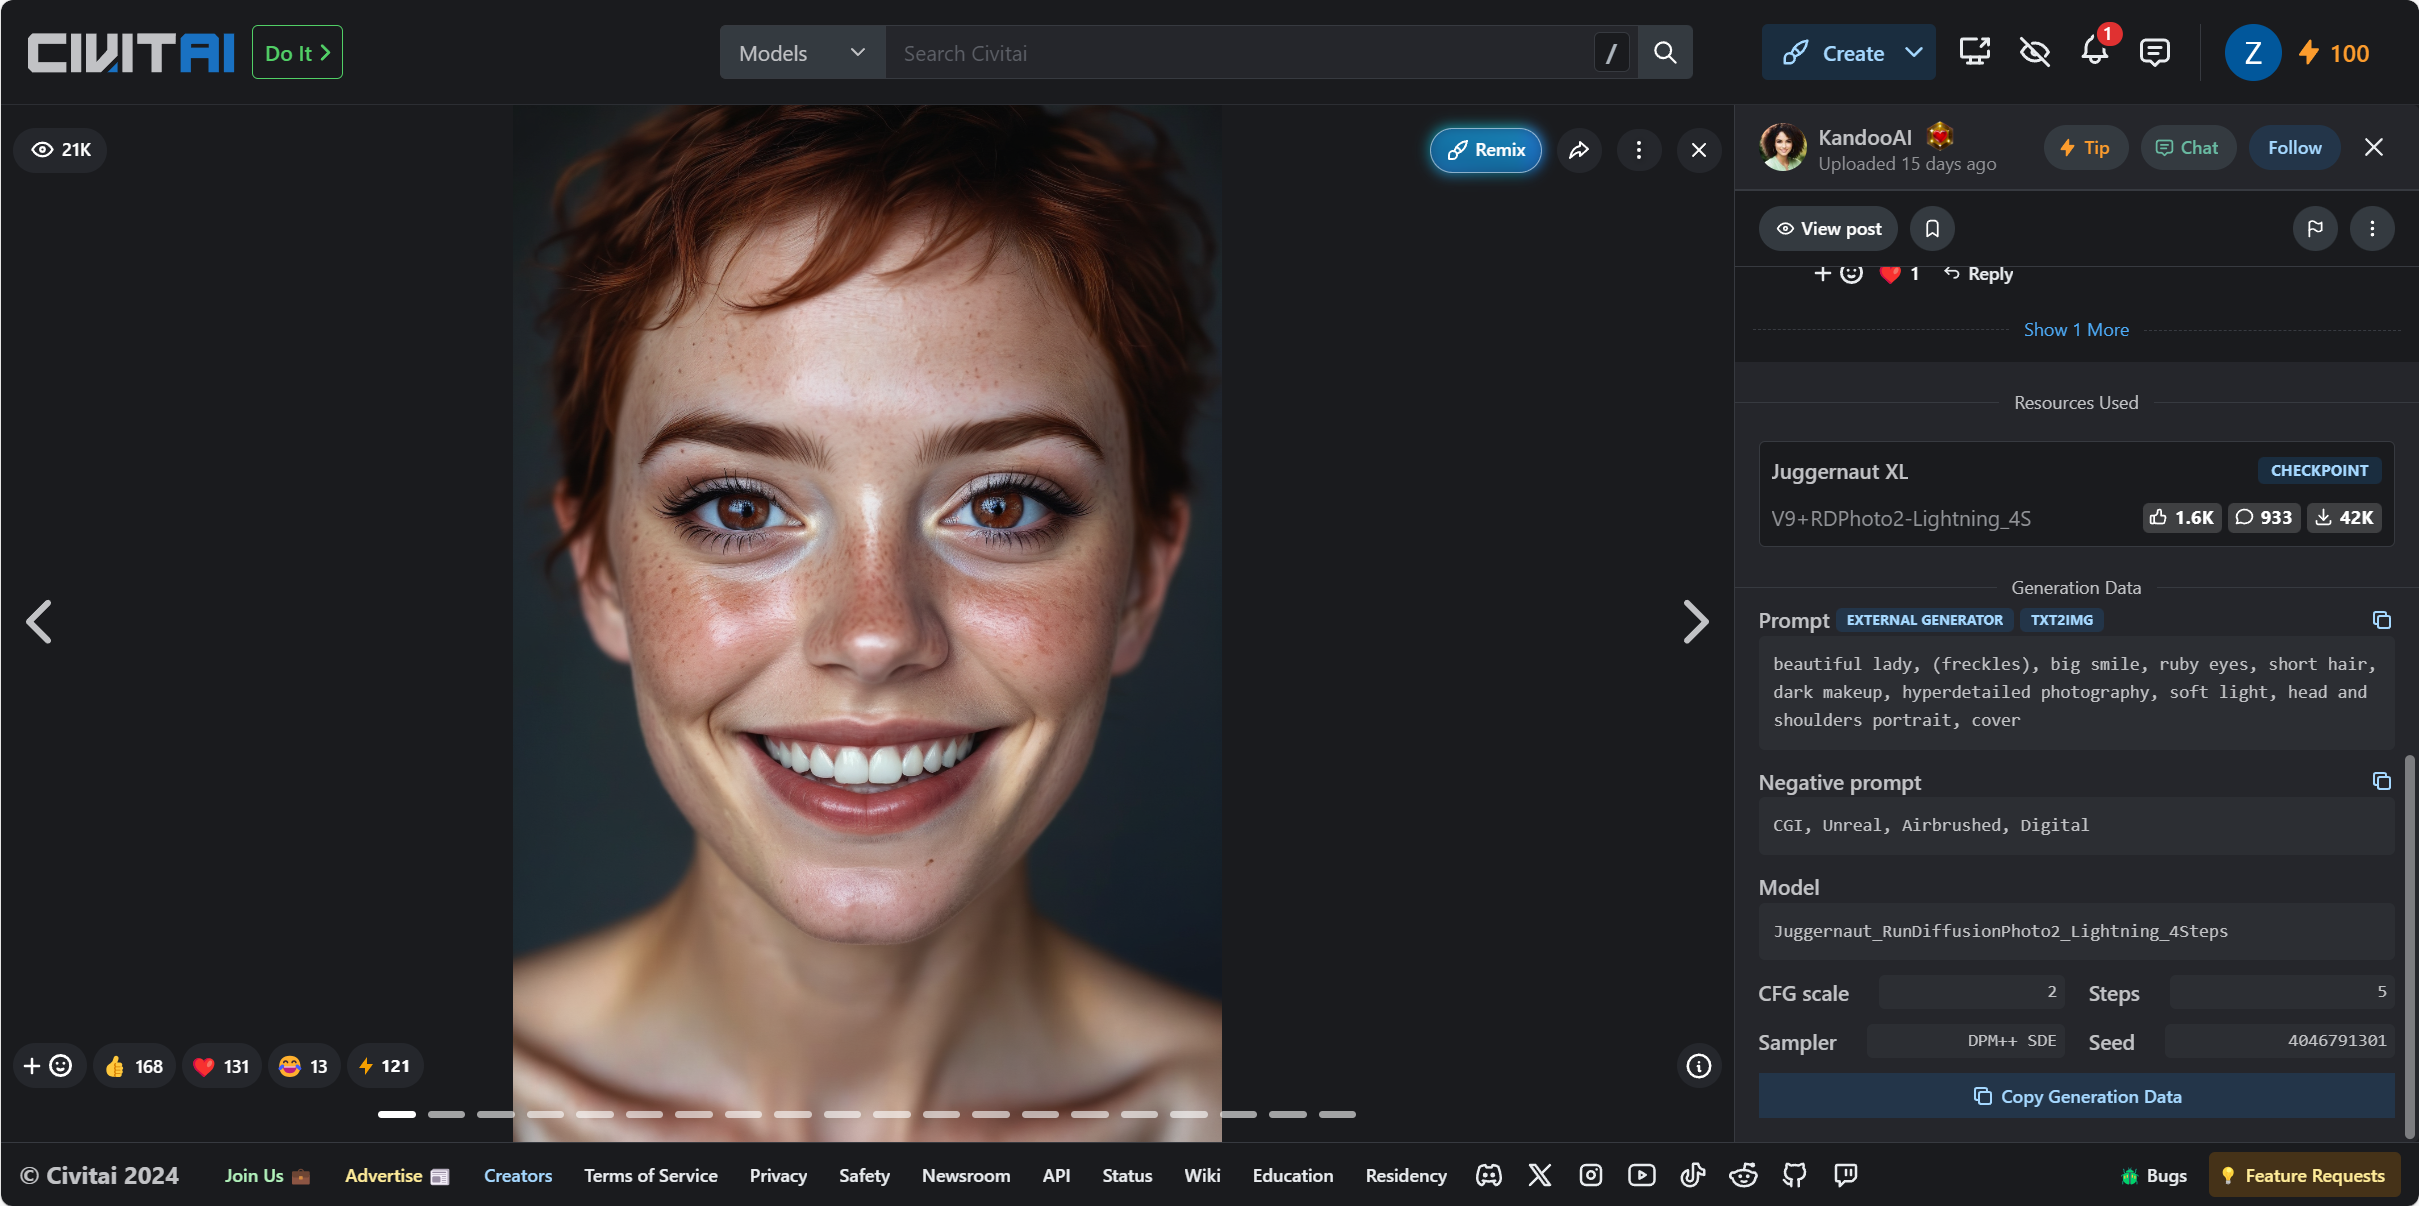 CIVITAI
Do It
Models
Search Civitai
/
Create
1
Z
100
21K
Remix
KandooAI
Uploaded 15 days ago
Tip
Chat
Follow
View post
1
Reply
Show 1 More
Resources Used
Juggernaut XL
CHECKPOINT
V9+RDPhoto2-Lightning_4S
1.6K
933
42K
Generation Data
Prompt
EXTERNAL GENERATOR
TXT2IMG
beautiful lady, (freckles), big smile, ruby eyes, short hair,
dark makeup, hyperdetailed photography, soft light, head and
shoulders portrait, cover
Negative prompt
CGI, Unreal, Airbrushed, Digital
Model
Juggernaut_RunDiffusionPhoto2_Lightning_4Steps
CFG scale
2
Steps
5
Sampler
DPM++ SDE
Seed
4046791301
Copy Generation Data
168
131
13
121
© Civitai 2024
Join Us
Advertise
Creators
Terms of Service
Privacy
Safety
Newsroom
API
Status
Wiki
Education
Residency
Bugs
Feature Requests